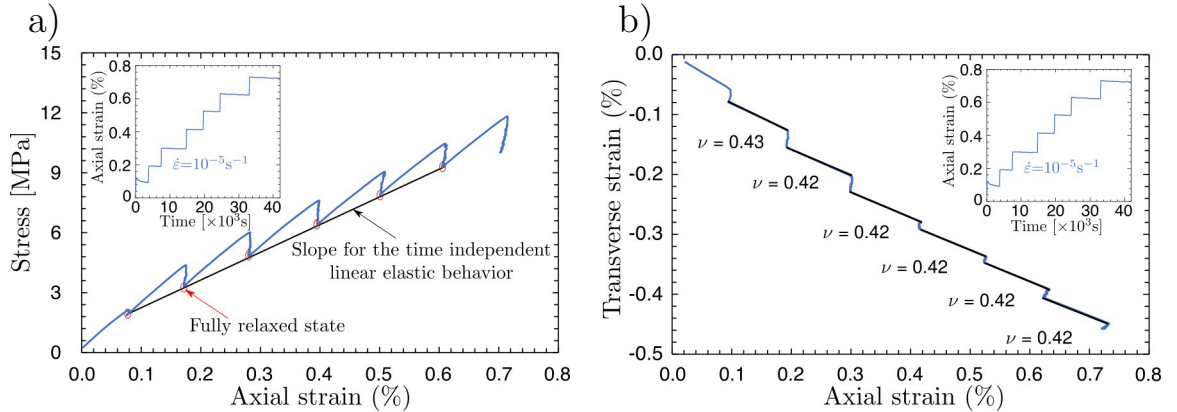 a)
15
12
9
6
3
0
Stress [MPa]
0.0
0.1
0.2
0.3
0.4
0.5
0.6
0.7
0.8
Axial strain (%)
0.8
0.6
0.4
0.2
0
Axial strain (%)
0
10
20
30
40
Time [×10³s]
ε̇=10⁻⁵s⁻¹
Slope for the time independent
linear elastic behavior
Fully relaxed state
b)
0.0
-0.1
-0.2
-0.3
-0.4
-0.5
Transverse strain (%)
0.0
0.1
0.2
0.3
0.4
0.5
0.6
0.7
0.8
Axial strain (%)
0.8
0.6
0.4
0.2
0
Axial strain (%)
0
10
20
30
40
Time [×10³s]
ε̇=10⁻⁵s⁻¹
ν = 0.43
ν = 0.42
ν = 0.42
ν = 0.42
ν = 0.42
ν = 0.42